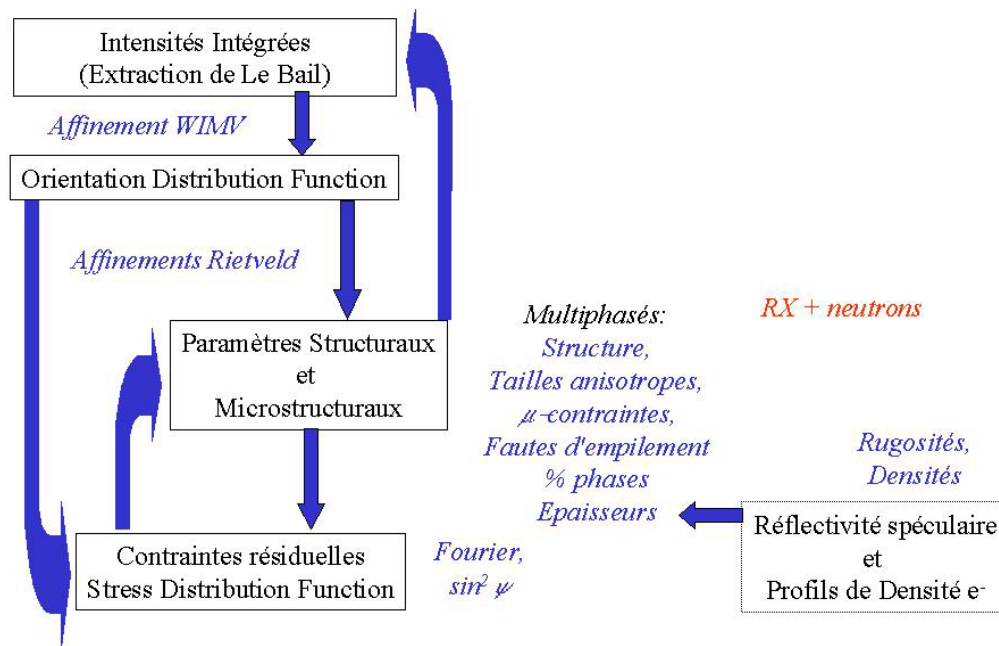 Intensités Intégrées
(Extraction de Le Bail)
Affinement WIMV
Orientation Distribution Function
Affinements Rietveld
Paramètres Structuraux
et
Microstructuraux
Contraintes résiduelles
Stress Distribution Function
Fourier,
sin² ψ
Multiphasés:
Structure,
Tailles anisotropes,
μ-contraintes,
Fautes d'empilement
% phases
Epaisseurs
RX + neutrons
Rugosités,
Densités
Réflectivité spéculaire
et
Profils de Densité e⁻